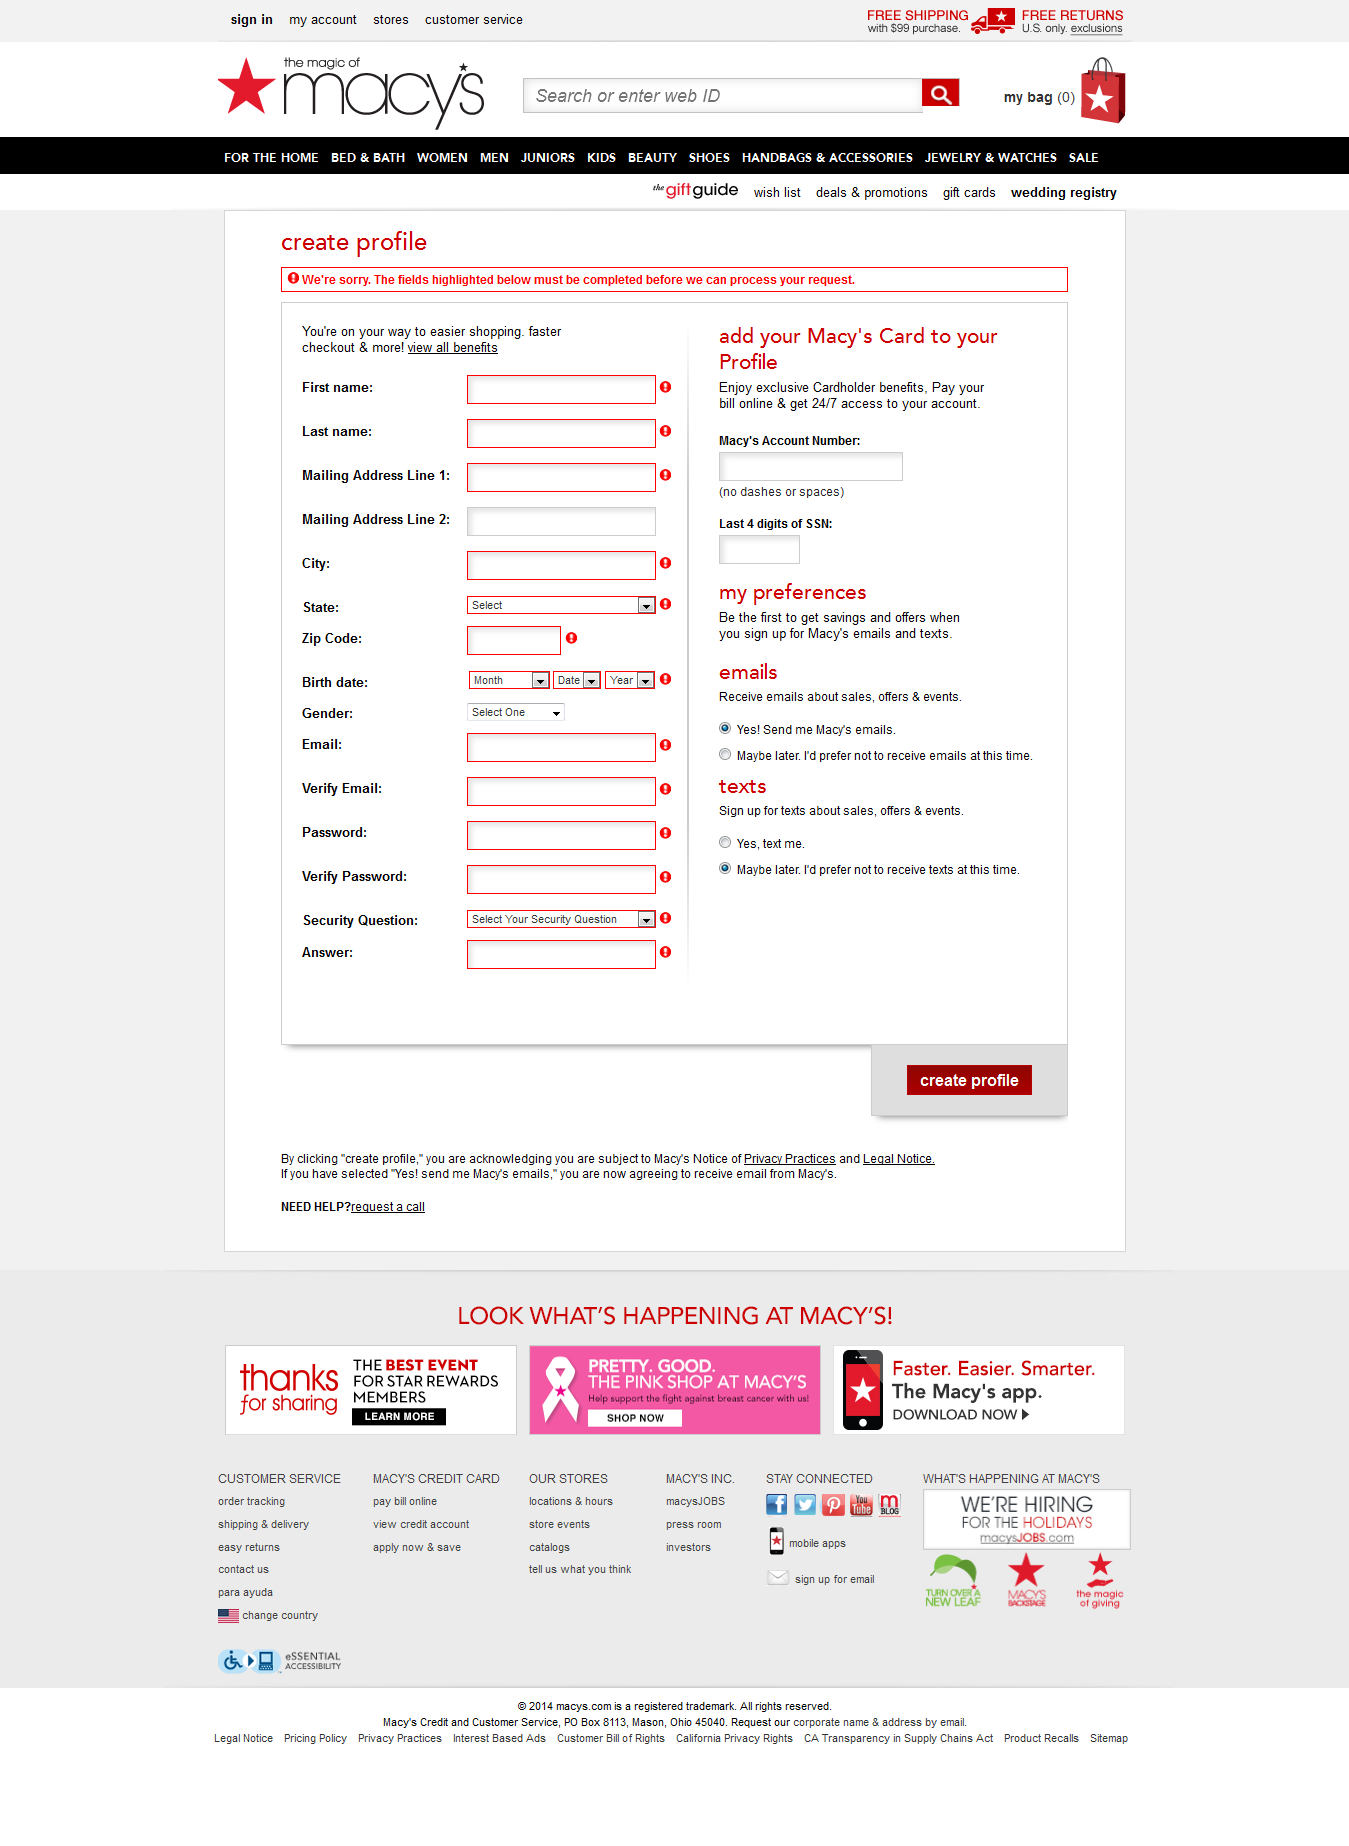 sign in my account stores customer service
FREE SHIPPING with $99 purchase.
FREE RETURNS U.S. only. exclusions
the magic of
macy's
Search or enter web ID
my bag (0)
FOR THE HOME BED & BATH WOMEN MEN JUNIORS KIDS BEAUTY SHOES HANDBAGS & ACCESSORIES JEWELRY & WATCHES SALE
the gift guide wish list deals & promotions gift cards wedding registry
create profile
We're sorry. The fields highlighted below must be completed before we can process your request.
You're on your way to easier shopping. faster
checkout & more! view all benefits
First name:
Last name:
Mailing Address Line 1:
Mailing Address Line 2:
City:
State: Select
Zip Code:
Birth date: Month Date Year
Gender: Select One
Email:
Verify Email:
Password:
Verify Password:
Security Question: Select Your Security Question
Answer:
add your Macy's Card to your
Profile
Enjoy exclusive Cardholder benefits, Pay your
bill online & get 24/7 access to your account.
Macy's Account Number:
(no dashes or spaces)
Last 4 digits of SSN:
my preferences
Be the first to get savings and offers when
you sign up for Macy's emails and texts.
emails
Receive emails about sales, offers & events.
Yes! Send me Macy's emails.
Maybe later. I'd prefer not to receive emails at this time.
texts
Sign up for texts about sales, offers & events.
Yes, text me.
Maybe later. I'd prefer not to receive texts at this time.
create profile
By clicking "create profile," you are acknowledging you are subject to Macy's Notice of Privacy Practices and Legal Notice.
If you have selected "Yes! send me Macy's emails," you are now agreeing to receive email from Macy's.
NEED HELP?request a call
LOOK WHAT'S HAPPENING AT MACY'S!
thanks
for sharing
THE BEST EVENT
FOR STAR REWARDS
MEMBERS
LEARN MORE
PRETTY. GOOD.
THE PINK SHOP AT MACY'S
Help support the fight against breast cancer with us!
SHOP NOW
Faster. Easier. Smarter.
The Macy's app.
DOWNLOAD NOW
CUSTOMER SERVICE
order tracking
shipping & delivery
easy returns
contact us
para ayuda
change country
MACY'S CREDIT CARD
pay bill online
view credit account
apply now & save
OUR STORES
locations & hours
store events
catalogs
tell us what you think
MACY'S INC.
macysJOBS
press room
investors
STAY CONNECTED
You Tube
m BLOG
mobile apps
sign up for email
WHAT'S HAPPENING AT MACY'S
WE'RE HIRING
FOR THE HOLIDAYS
macysJOBS.com
TURN OVER A
NEW LEAF
MACY'S
BACKSTAGE
the magic
of giving
eSSENTIAL
ACCESSIBILITY
© 2014 macys.com is a registered trademark. All rights reserved.
Macy's Credit and Customer Service, PO Box 8113, Mason, Ohio 45040. Request our corporate name & address by email.
Legal Notice Pricing Policy Privacy Practices Interest Based Ads Customer Bill of Rights California Privacy Rights CA Transparency in Supply Chains Act Product Recalls Sitemap